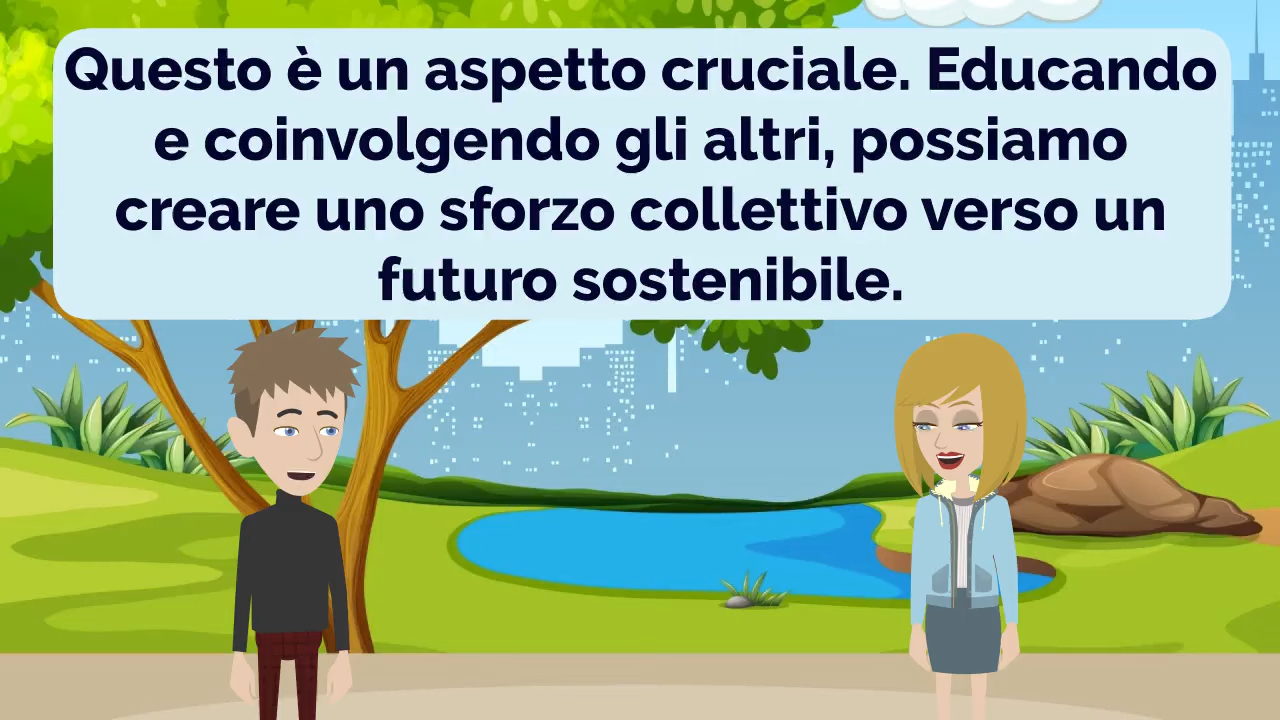 Questo è un aspetto cruciale. Educando
e coinvolgendo gli altri, possiamo
creare uno sforzo collettivo verso un
futuro sostenibile.